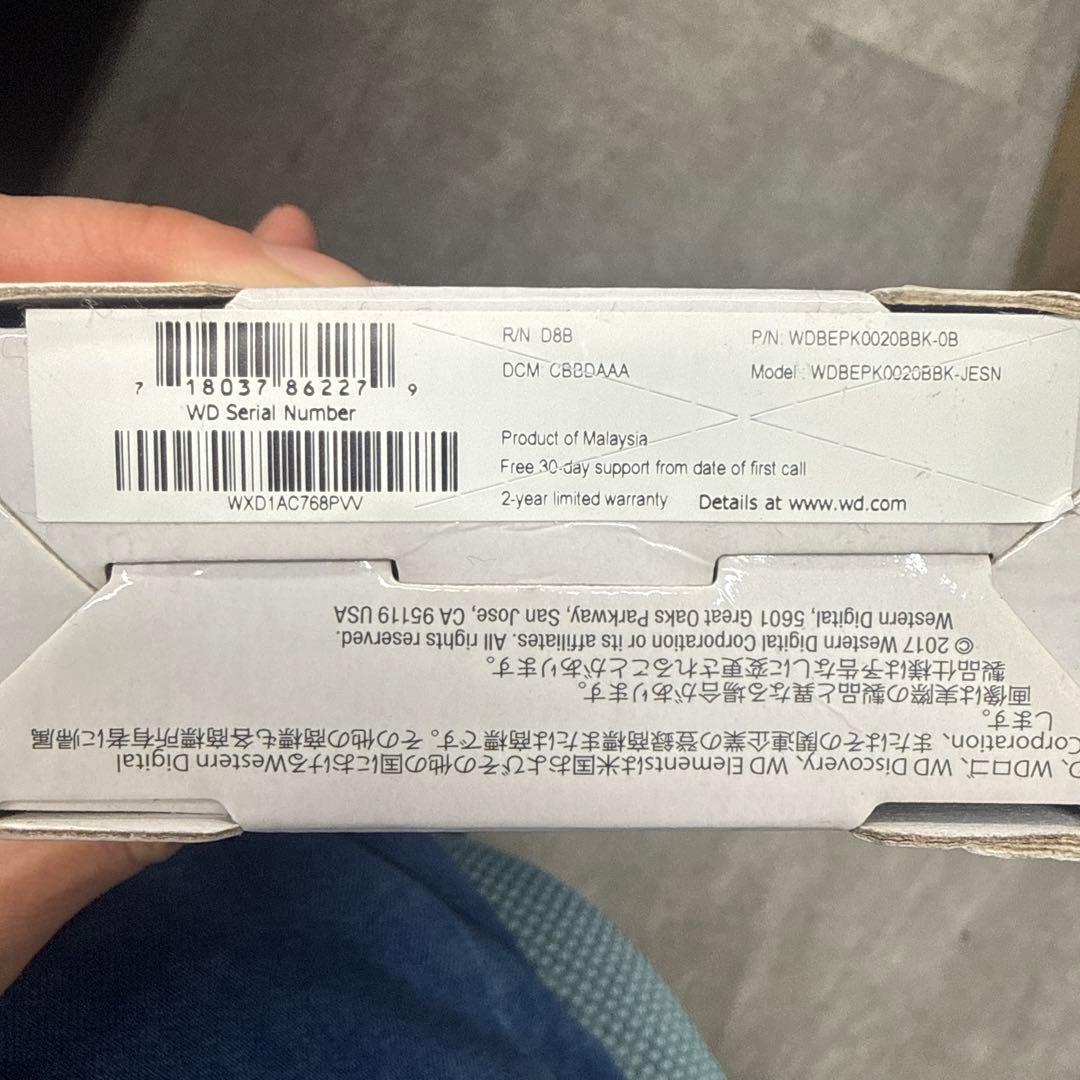 7 18037 86227 9
WD Serial Number
WXD1AC768PVV
R/N D8B
DCM: CBBDAAA
Product of Malaysia
Free 30-day support from date of first call
2-year limited warranty Details at www.wd.com
P/N: WDBEPK0020BBK-0B
Model : WDBEPK0020BBK-JESN
WDロゴ、WD Discovery、WD Elementsは米国およびその他の国におけるWestern Digital
Corporation、またはその関連企業の登録商標または商標です。その他の商標も各商標所有者に帰属
します。
画像は実際の製品と異なる場合があります。
製品仕様は予告なしに変更されることがあります。
© 2017 Western Digital Corporation or its affiliates. All rights reserved.
Western Digital, 5601 Great Oaks Parkway, San Jose, CA 95119 USA